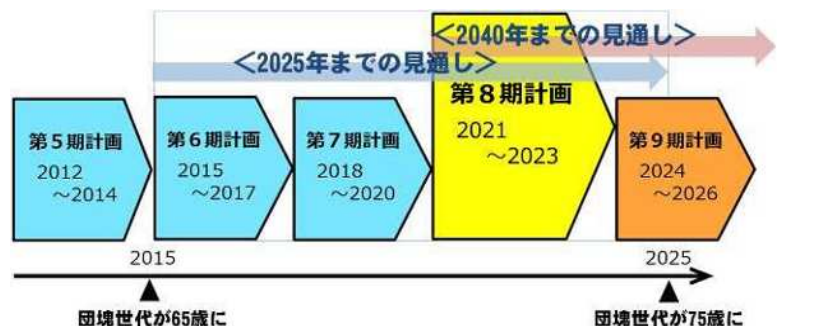 ＜2040年までの見通し＞
＜2025年までの見通し＞
第5期計画
2012
～2014
第6期計画
2015
～2017
第7期計画
2018
～2020
第8期計画
2021
～2023
第9期計画
2024
～2026
2015
2025
団塊世代が65歳に
団塊世代が75歳に